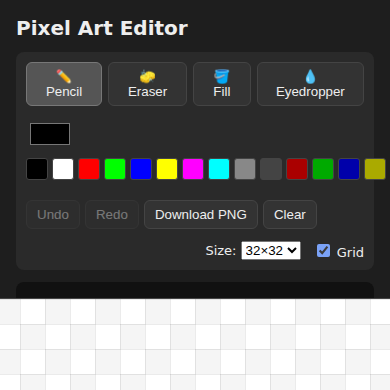 Pixel Art Editor
Pencil
Eraser
Fill
Eyedropper
Undo
Redo
Download PNG
Clear
Size:
32×32
Grid